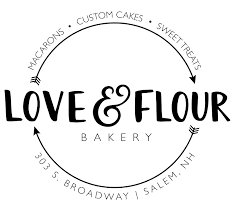 MACARONS • CUSTOM CAKES • SWEET TREATS
LOVE & FLOUR
BAKERY
303 S. BROADWAY | SALEM, NH